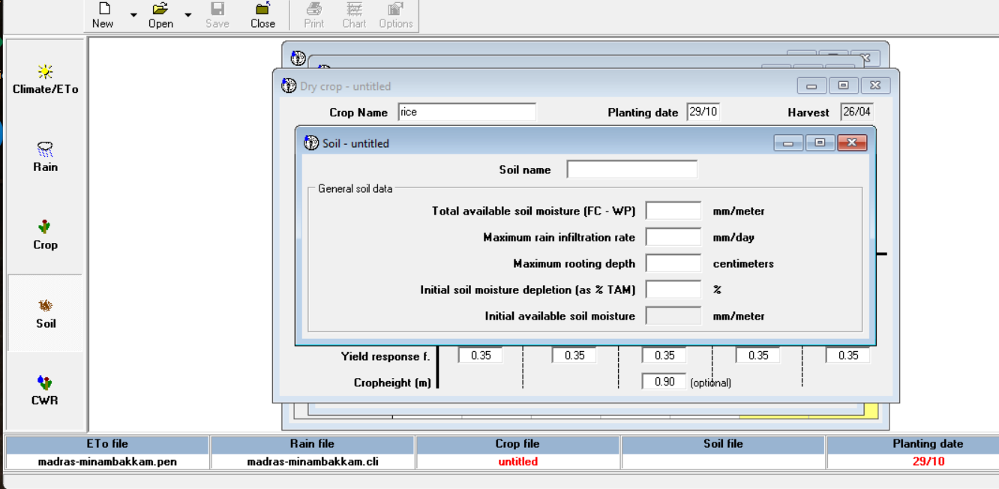 New Open Save Close Print Chart Options
Climate/ETo
Rain
Crop
Soil
CWR
Dry crop - untitled
Crop Name rice Planting date 29/10 Harvest 26/04
Soil - untitled
Soil name
General soil data
Total available soil moisture (FC - WP) mm/meter
Maximum rain infiltration rate mm/day
Maximum rooting depth centimeters
Initial soil moisture depletion (as % TAM) %
Initial available soil moisture mm/meter
Yield response f. 0.35 0.35 0.35 0.35 0.35
Cropheight (m) 0.90 (optional)
ETo file Rain file Crop file Soil file Planting date
madras-minambakkam.pen madras-minambakkam.cli untitled 29/10